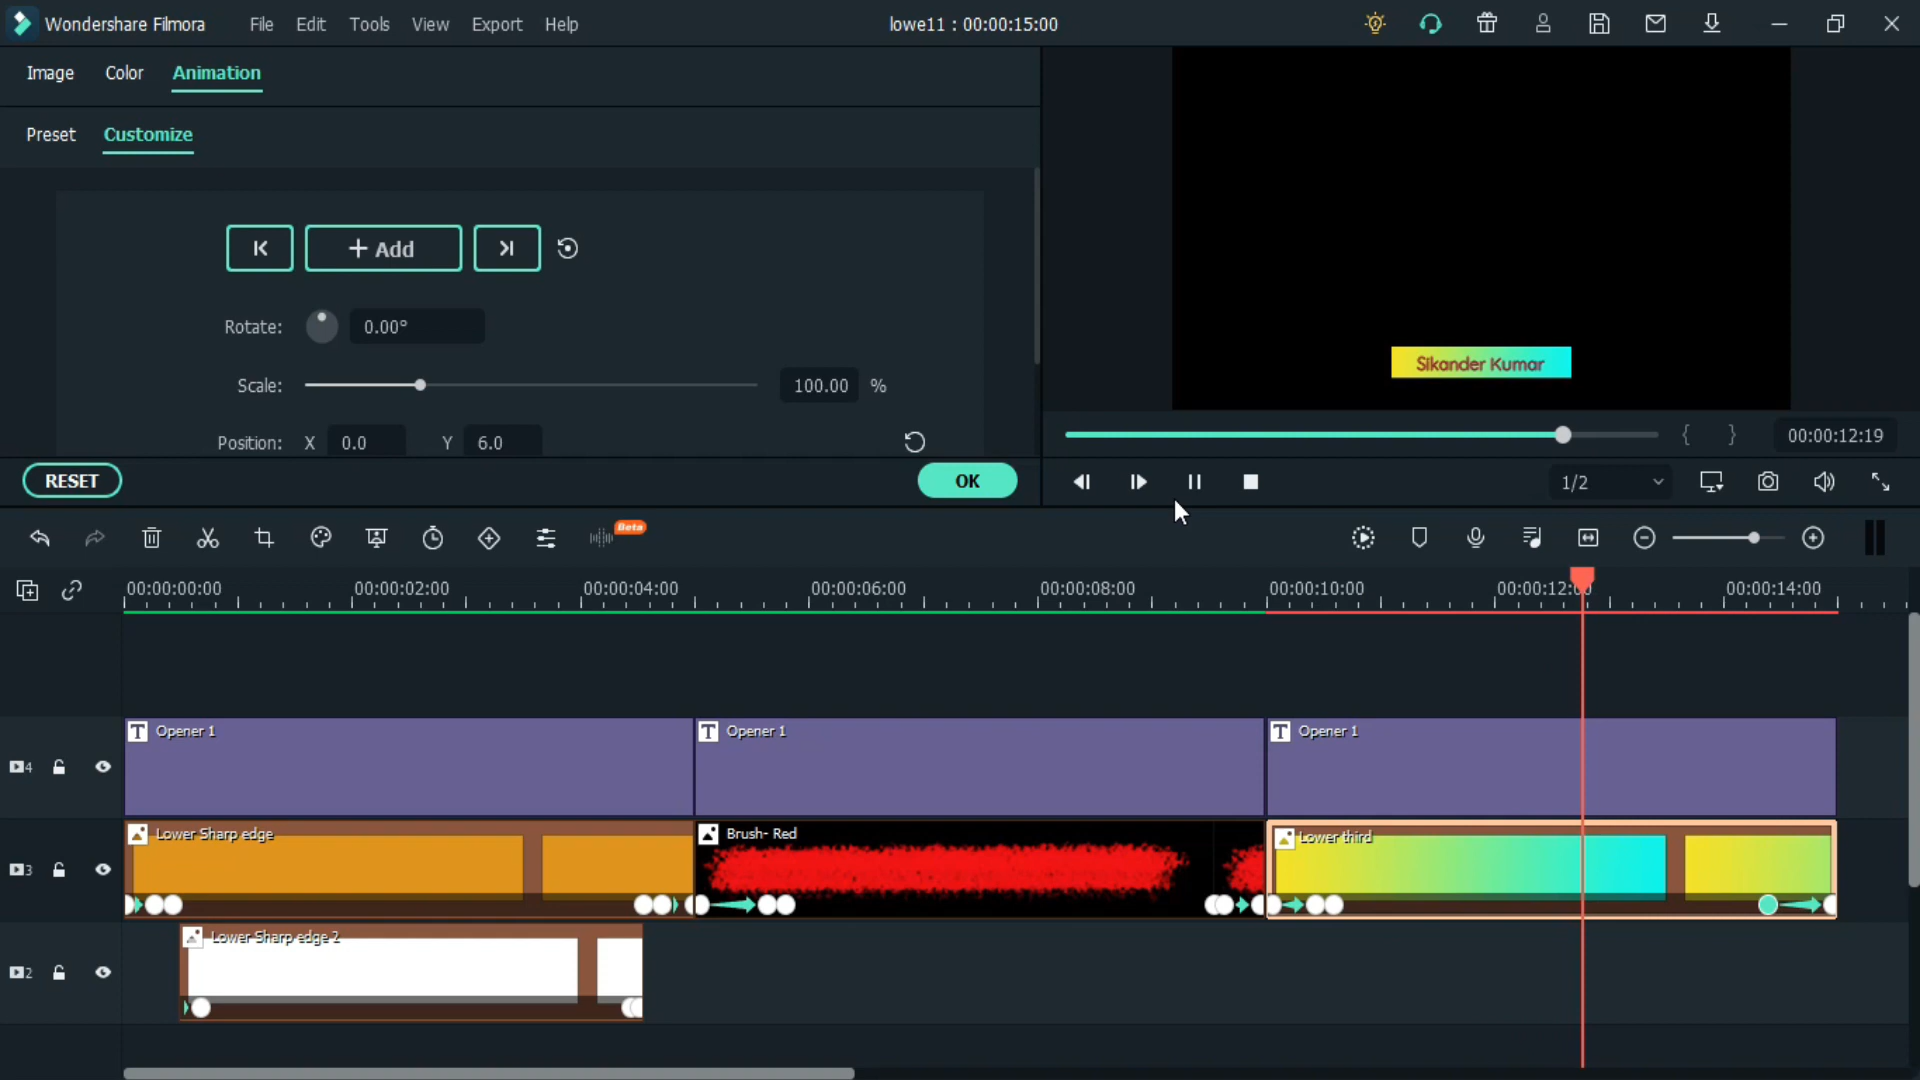 Wondershare Filmora File Edit Tools View Export Help lowe11 : 00:00:15:00
Image Color Animation
Preset Customize
+ Add
Rotate: 0.00°
Scale: 100.00 %
Position: X 0.0 Y 6.0
RESET OK
Sikander Kumar
{ } 00:00:12:19
1/2
Beta
00:00:00:00 00:00:02:00 00:00:04:00 00:00:06:00 00:00:08:00 00:00:10:00 00:00:12:00 00:00:14:00
4 T Opener 1 T Opener 1 T Opener 1
3 Lower Sharp edge Brush- Red Lower third
2 Lower Sharp edge 2